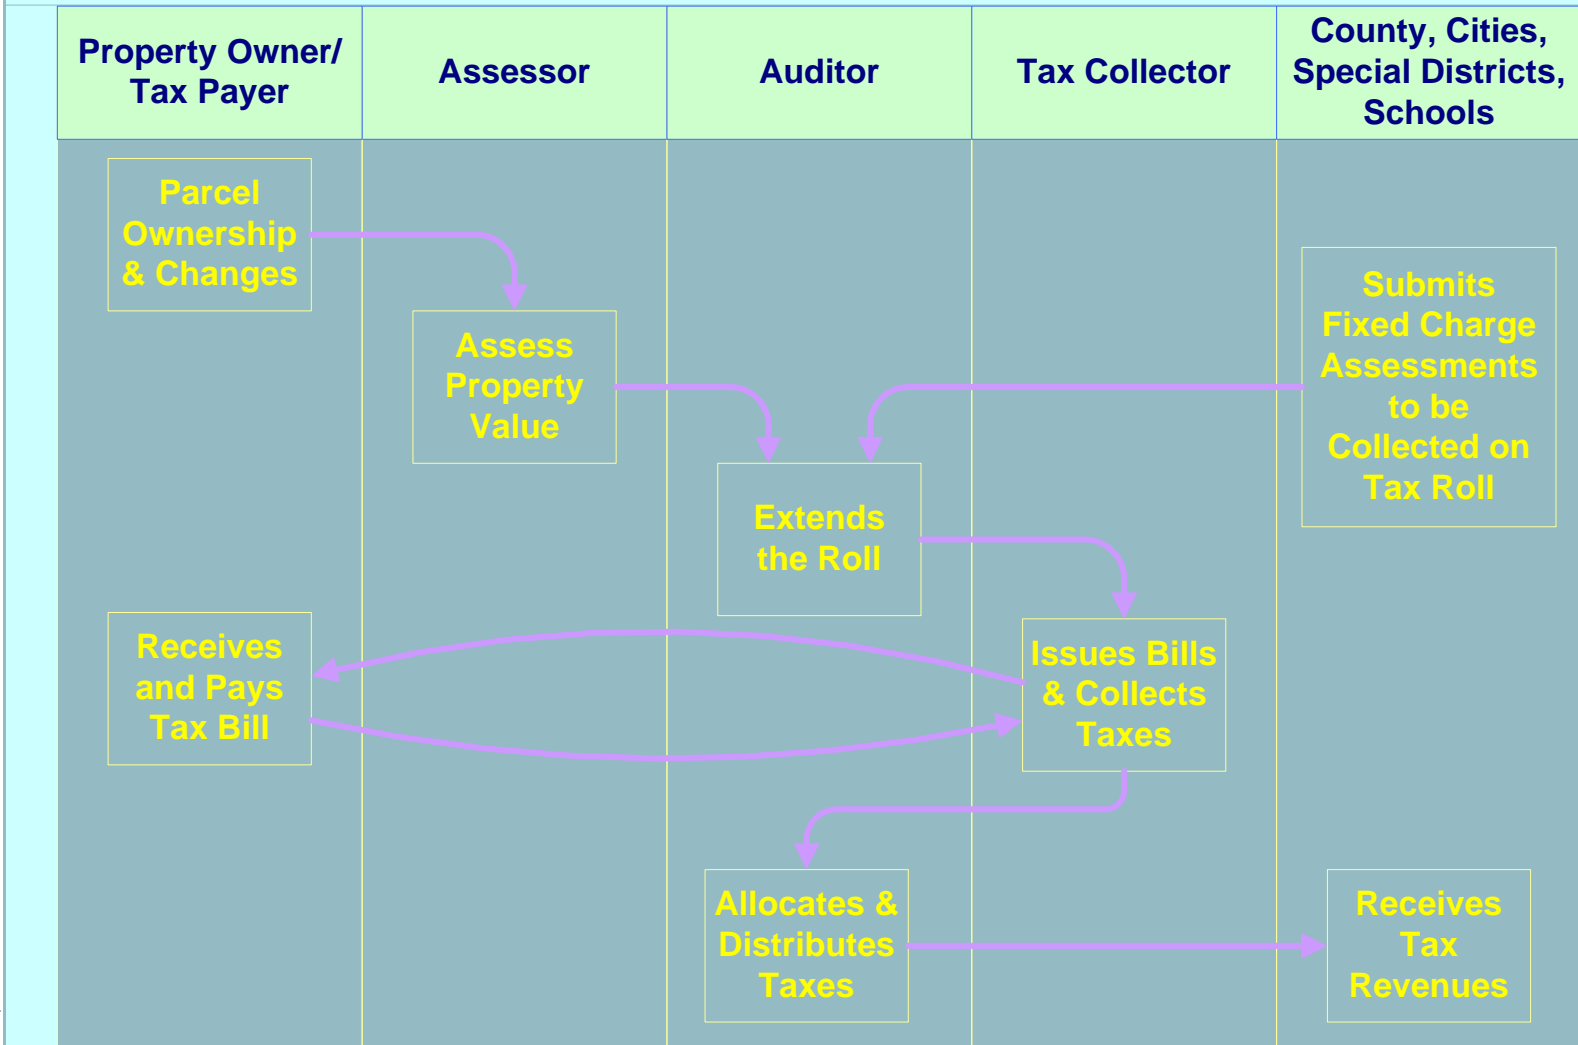 Property Owner/
Tax Payer
Assessor
Auditor
Tax Collector
County, Cities,
Special Districts,
Schools
Parcel
Ownership
& Changes
Assess
Property
Value
Submits
Fixed Charge
Assessments
to be
Collected on
Tax Roll
Extends
the Roll
Receives
and Pays
Tax Bill
Issues Bills
& Collects
Taxes
Allocates &
Distributes
Taxes
Receives
Tax
Revenues